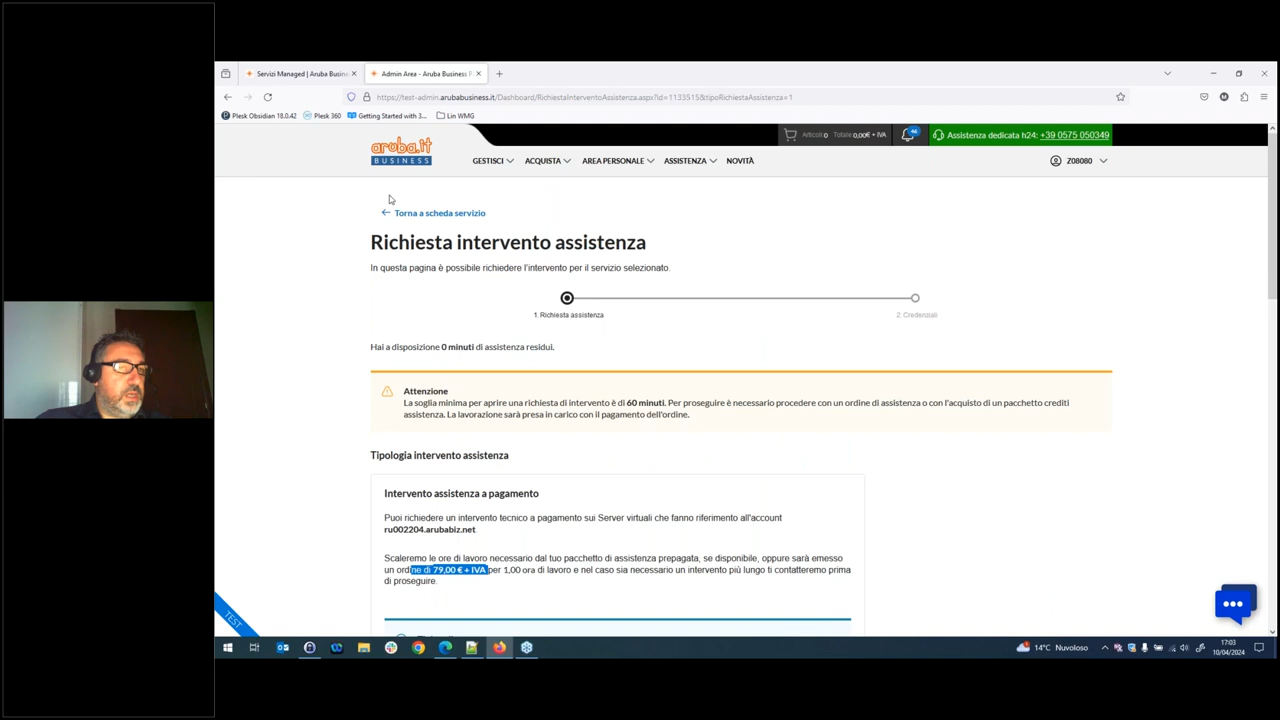 Servizi Managed | Aruba Busine
Admin Area - Aruba Business P
https://test-admin.arubabusiness.it/Dashboard/RichiestaInterventoAssistenza.aspx?id=1133515&tipoRichiestaAssistenza=1
Plesk Obsidian 18.0.42
Plesk 360
Getting Started with 3...
Lin WMG
aruba.it
BUSINESS
Articoli 0 Totale 0,00€ + IVA
46
Assistenza dedicata h24: +39 0575 050349
GESTISCI
ACQUISTA
AREA PERSONALE
ASSISTENZA
NOVITÀ
Z08080
Torna a scheda servizio
Richiesta intervento assistenza
In questa pagina è possibile richiedere l'intervento per il servizio selezionato.
1. Richiesta assistenza
2. Credenziali
Hai a disposizione 0 minuti di assistenza residui.
Attenzione
La soglia minima per aprire una richiesta di intervento è di 60 minuti. Per proseguire è necessario procedere con un ordine di assistenza o con l'acquisto di un pacchetto crediti
assistenza. La lavorazione sarà presa in carico con il pagamento dell'ordine.
Tipologia intervento assistenza
Intervento assistenza a pagamento
Puoi richiedere un intervento tecnico a pagamento sui Server virtuali che fanno riferimento all'account
ru002204.arubabiz.net.
Scaleremo le ore di lavoro necessario dal tuo pacchetto di assistenza prepagata, se disponibile, oppure sarà emesso
un ordine di 79,00 € + IVA per 1,00 ora di lavoro e nel caso sia necessario un intervento più lungo ti contatteremo prima
di proseguire.
TEST
14°C Nuvoloso
17:03
10/04/2024